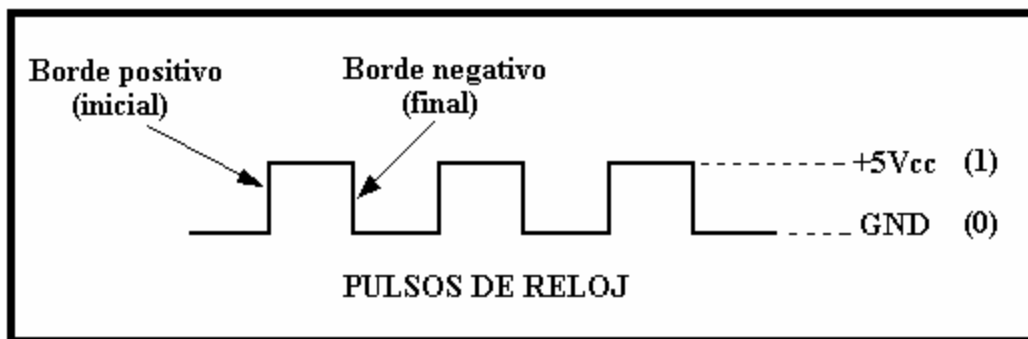 Borde positivo
(inicial)
Borde negativo
(final)
+5Vcc (1)
GND (0)
PULSOS DE RELOJ